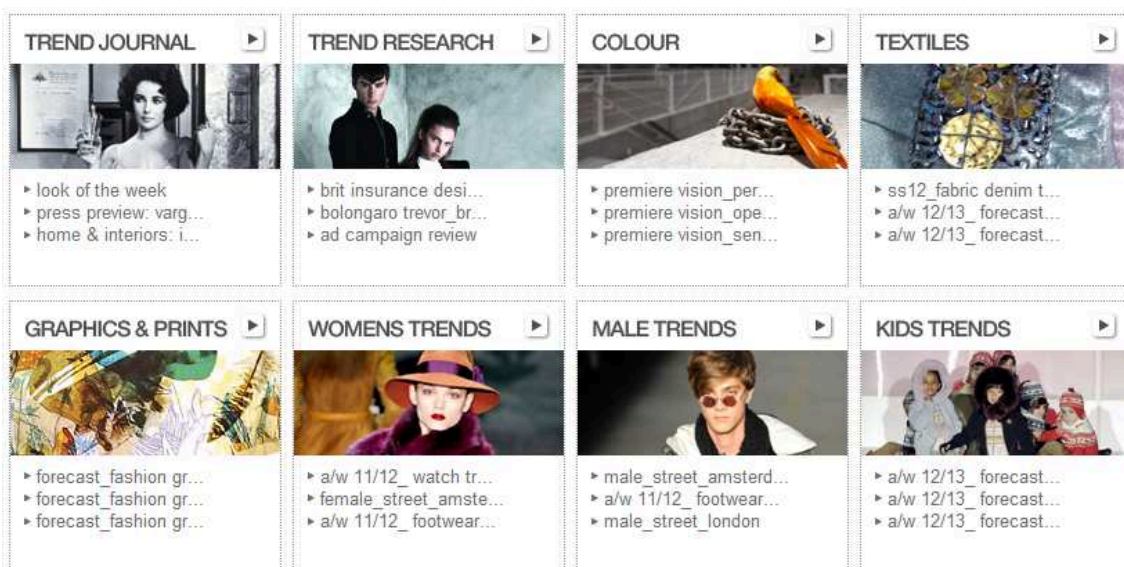 TREND JOURNAL
look of the week
press preview: varg...
home & interiors: i...
TREND RESEARCH
brit insurance desi...
bolongaro trevor_br...
ad campaign review
COLOUR
premiere vision_per...
premiere vision_ope...
premiere vision_sen...
TEXTILES
ss12_fabric denim t...
a/w 12/13_ forecast...
a/w 12/13_ forecast...
GRAPHICS & PRINTS
forecast_fashion gr...
forecast_fashion gr...
forecast_fashion gr...
WOMENS TRENDS
a/w 11/12_ watch tr...
female_street_amste...
a/w 11/12_ footwear...
MALE TRENDS
male_street_amsterd...
a/w 11/12_ footwear...
male_street_london
KIDS TRENDS
a/w 12/13_ forecast...
a/w 12/13_ forecast...
a/w 12/13_ forecast...